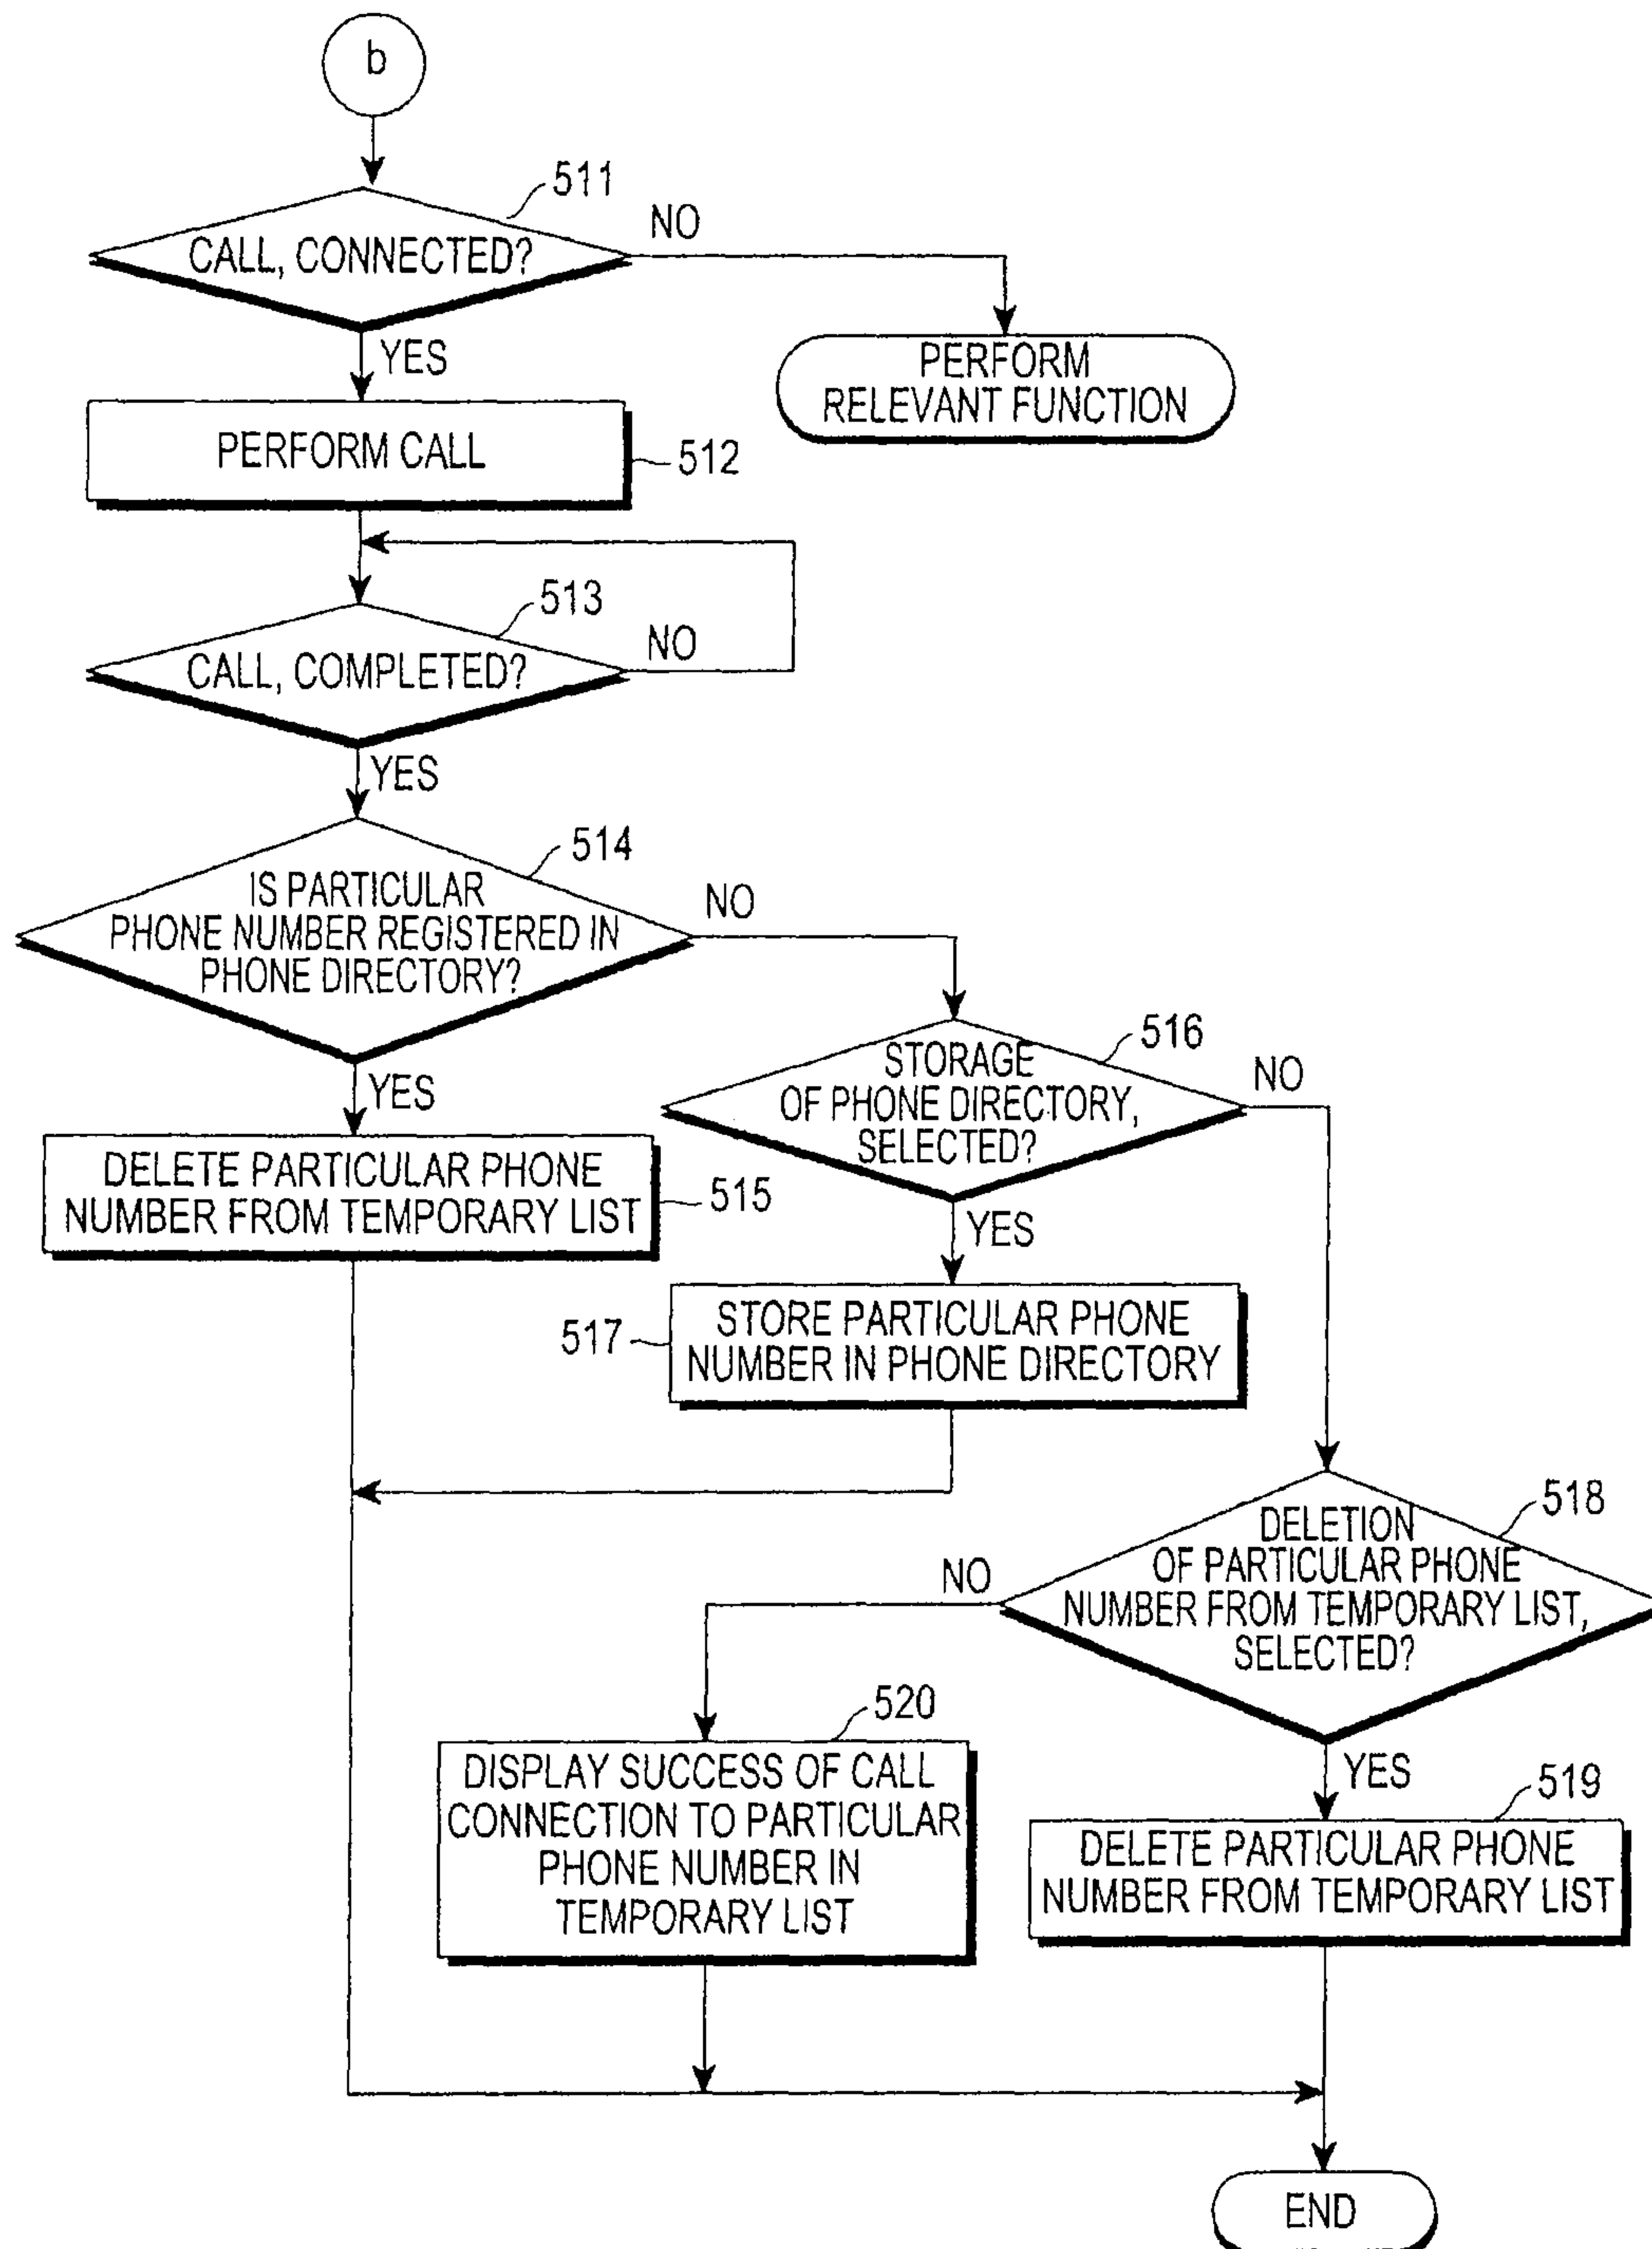 b
511
CALL, CONNECTED?
NO
YES
PERFORM
RELEVANT FUNCTION
PERFORM CALL
512
513
CALL, COMPLETED?
NO
YES
514
IS PARTICULAR
PHONE NUMBER REGISTERED IN
PHONE DIRECTORY?
NO
YES
516
STORAGE
OF PHONE DIRECTORY,
SELECTED?
NO
DELETE PARTICULAR PHONE
NUMBER FROM TEMPORARY LIST
515
YES
517
STORE PARTICULAR PHONE
NUMBER IN PHONE DIRECTORY
518
DELETION
OF PARTICULAR PHONE
NUMBER FROM TEMPORARY LIST,
SELECTED?
NO
YES
520
DISPLAY SUCCESS OF CALL
CONNECTION TO PARTICULAR
PHONE NUMBER IN
TEMPORARY LIST
519
DELETE PARTICULAR PHONE
NUMBER FROM TEMPORARY LIST
END